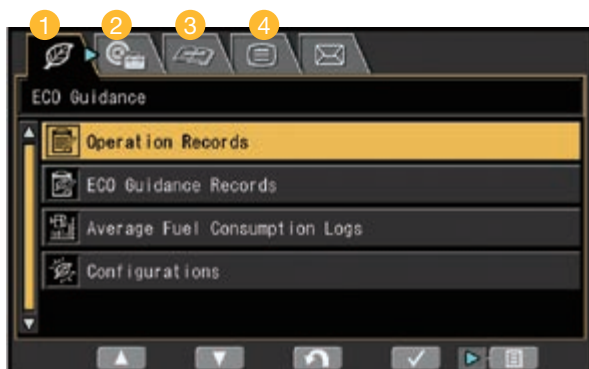 1 2 3 4
ECO Guidance
Operation Records
ECO Guidance Records
Average Fuel Consumption Logs
Configurations